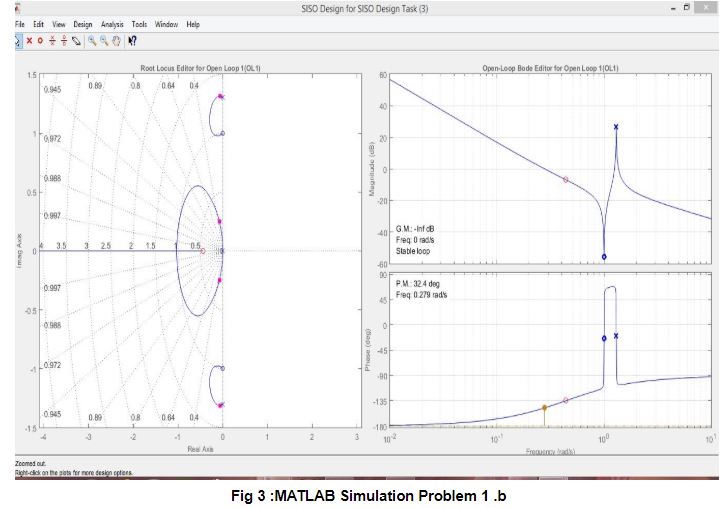 SISO Design for SISO Design Task (3)
File Edit View Design Analysis Tools Window Help
Root Locus Editor for Open Loop 1(OL1)
1.5
1
0.5
0
-0.5
-1
-1.5
0.945
0.89
0.8
0.64
0.4
0.972
0.988
0.997
4 3.5 3 2.5 2 1.5 1 0.5
0.997
0.988
0.972
0.945
0.89
0.8
0.64
0.4
-4 -3 -2 -1 0 1 2 3
Real Axis
Imag Axis
Open-Loop Bode Editor for Open Loop 1(OL1)
60
40
20
0
-20
-40
-60
Magnitude (dB)
G.M.: -Inf dB
Freq: 0 rad/s
Stable loop
90
45
0
-45
-90
-135
-180
Phase (deg)
P.M.: 32.4 deg
Freq: 0.279 rad/s
10-2 10-1 100 101
Frequency (rad/s)
Zoomed out.
Right-click on the plots for more design options.
Fig 3 :MATLAB Simulation Problem 1 .b